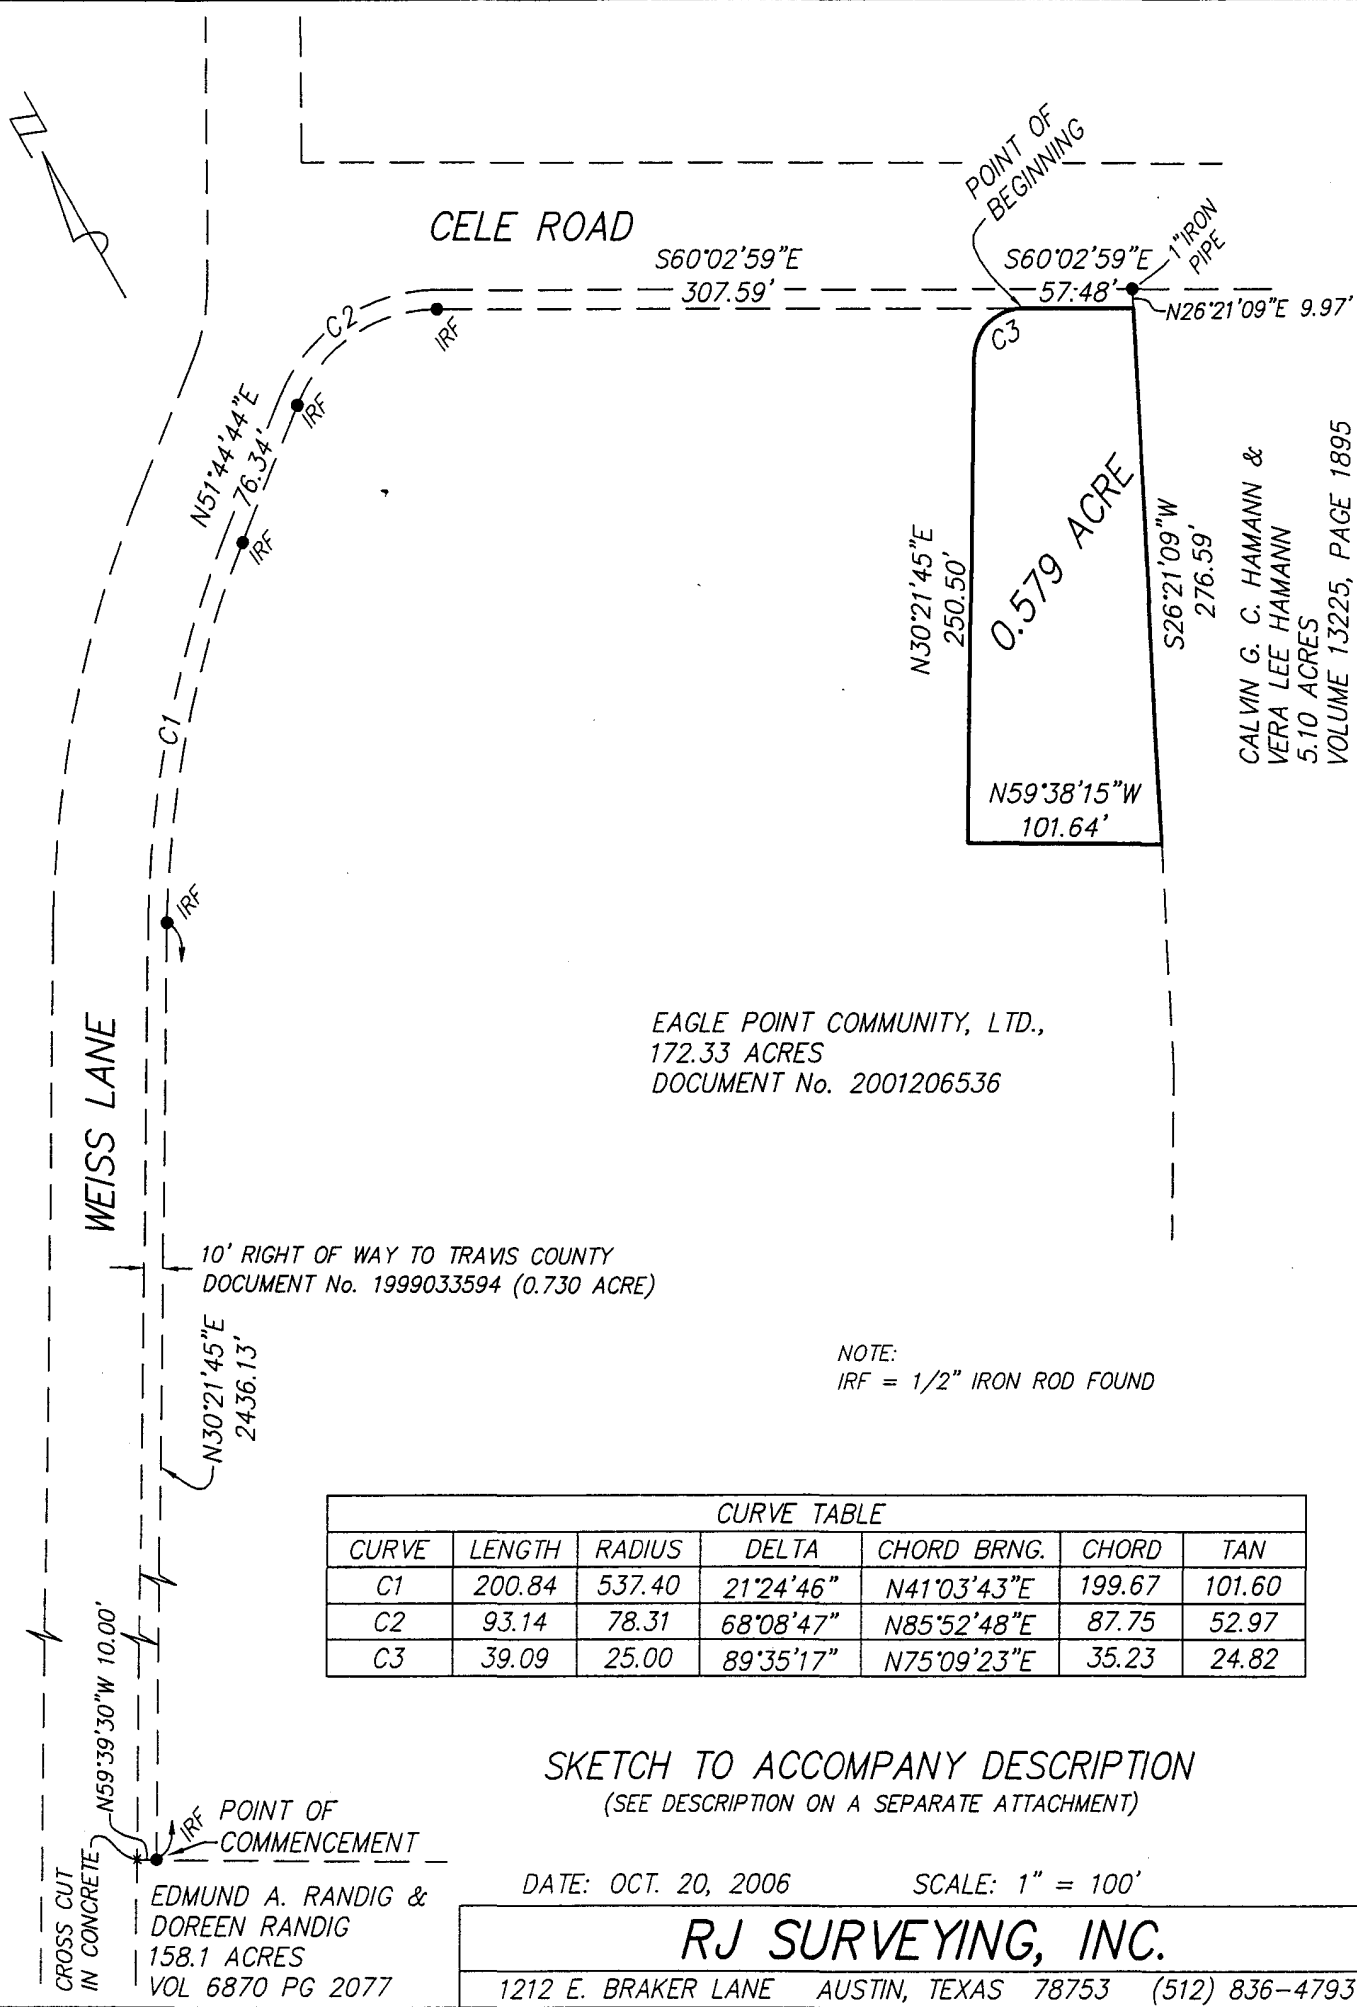 N
POINT OF
BEGINNING
CELE ROAD
S60°02'59"E
307.59'
S60°02'59"E
57.48'
1" IRON
PIPE
N26°21'09"E 9.97'
C2
IRF
C3
IRF
N51°44'44"E
76.34'
IRF
C1
N30°21'45"E
250.50'
0.579 ACRE
S26°21'09"W
276.59'
CALVIN G. C. HAMANN &
VERA LEE HAMANN
5.10 ACRES
VOLUME 13225, PAGE 1895
N59°38'15"W
101.64'
IRF
EAGLE POINT COMMUNITY, LTD.,
172.33 ACRES
DOCUMENT No. 2001206536
WEISS LANE
10' RIGHT OF WAY TO TRAVIS COUNTY
DOCUMENT No. 1999033594 (0.730 ACRE)
N30°21'45"E
2436.13'
NOTE:
IRF = 1/2" IRON ROD FOUND
CURVE TABLE
CURVE LENGTH RADIUS DELTA CHORD BRNG. CHORD TAN
C1 200.84 537.40 21°24'46" N41°03'43"E 199.67 101.60
C2 93.14 78.31 68°08'47" N85°52'48"E 87.75 52.97
C3 39.09 25.00 89°35'17" N75°09'23"E 35.23 24.82
N59°39'30"W 10.00'
IRF
POINT OF
COMMENCEMENT
CROSS CUT
IN CONCRETE
EDMUND A. RANDIG &
DOREEN RANDIG
158.1 ACRES
VOL 6870 PG 2077
SKETCH TO ACCOMPANY DESCRIPTION
(SEE DESCRIPTION ON A SEPARATE ATTACHMENT)
DATE: OCT. 20, 2006 SCALE: 1" = 100'
RJ SURVEYING, INC.
1212 E. BRAKER LANE AUSTIN, TEXAS 78753 (512) 836-4793